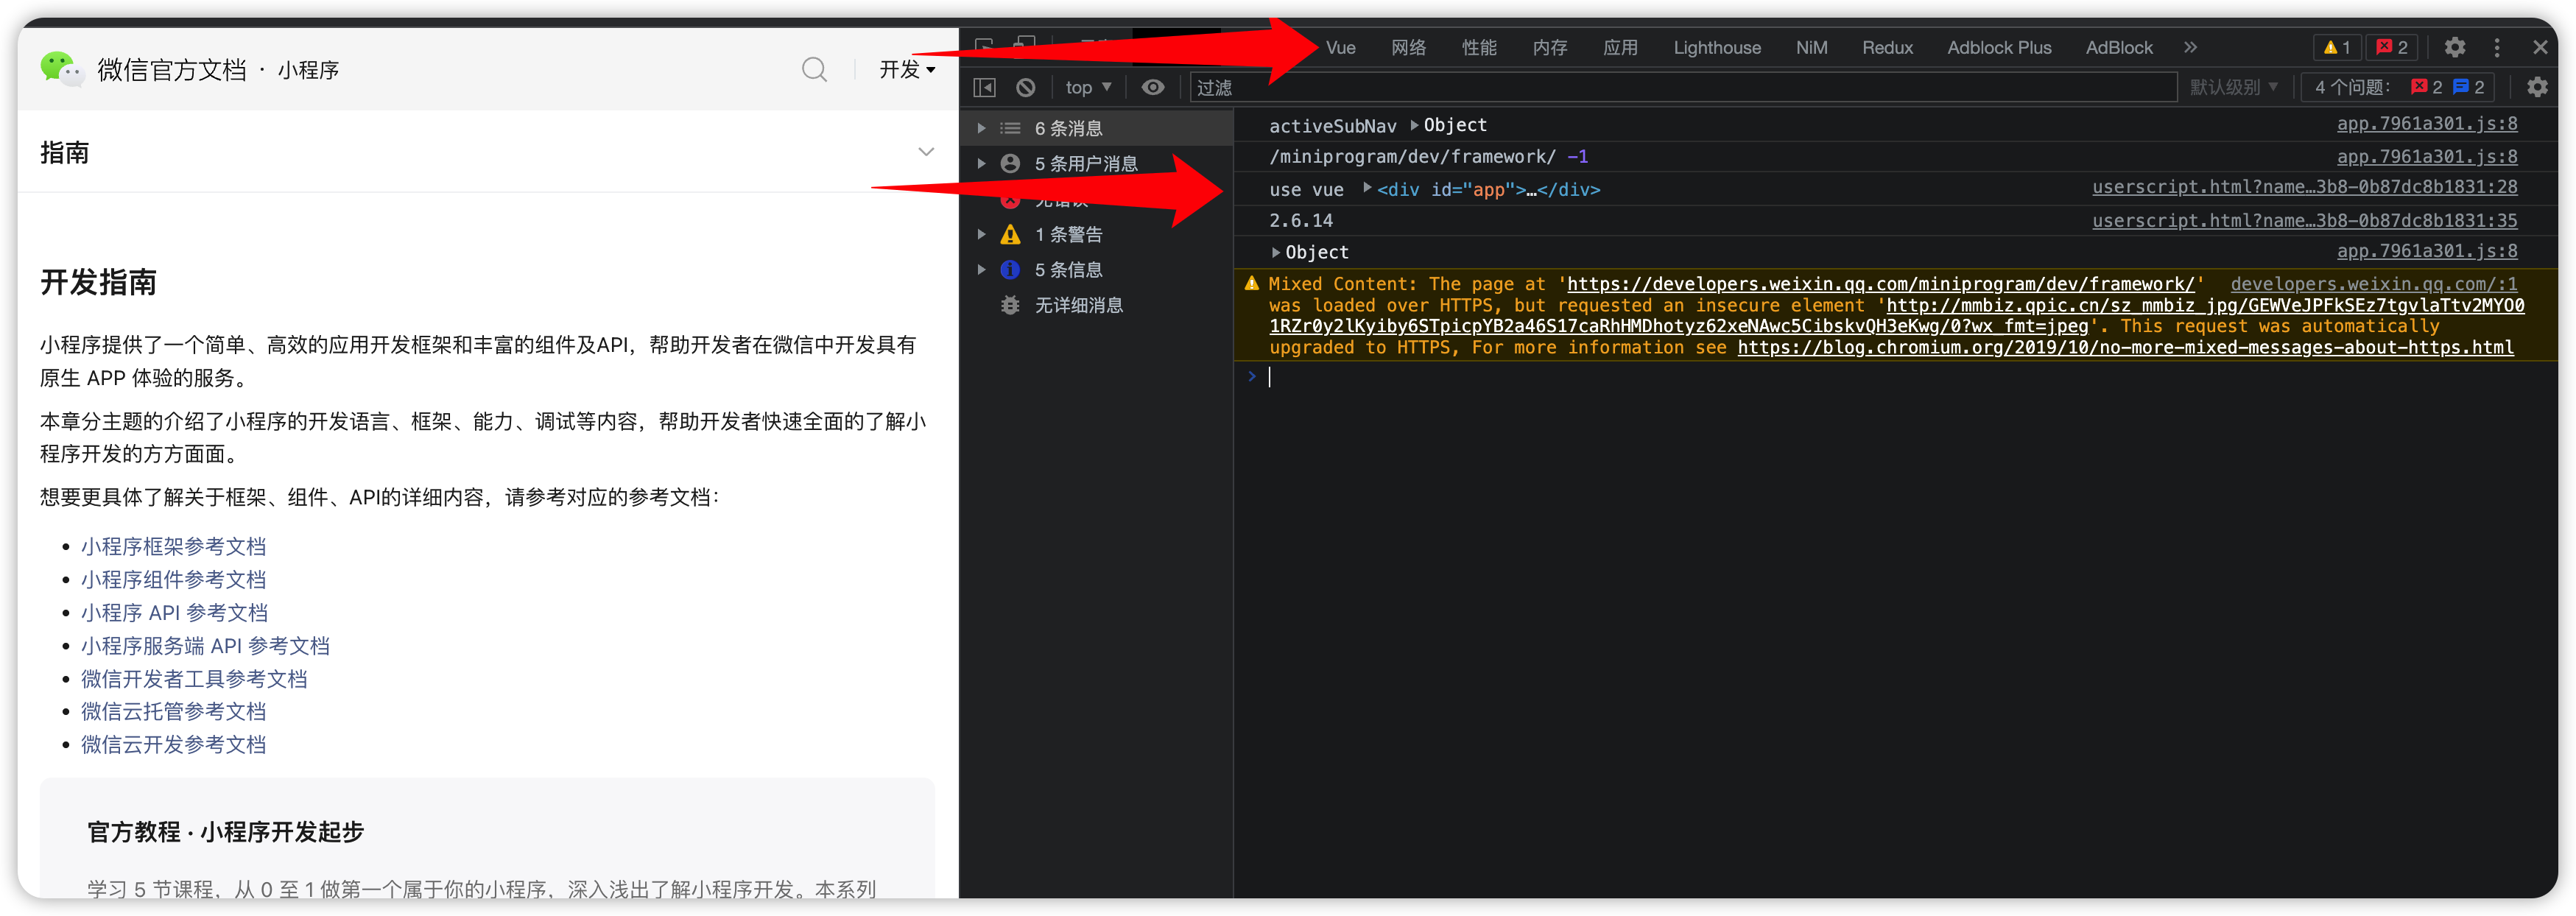 微信官方文档 · 小程序
开发
指南
开发指南
小程序提供了一个简单、高效的应用开发框架和丰富的组件及API，帮助开发者在微信中开发具有
原生 APP 体验的服务。
本章分主题的介绍了小程序的开发语言、框架、能力、调试等内容，帮助开发者快速全面的了解小
程序开发的方方面面。
想要更具体了解关于框架、组件、API的详细内容，请参考对应的参考文档：
小程序框架参考文档
小程序组件参考文档
小程序 API 参考文档
小程序服务端 API 参考文档
微信开发者工具参考文档
微信云托管参考文档
微信云开发参考文档
官方教程 · 小程序开发起步
学习 5 节课程，从 0 至 1 做第一个属于你的小程序，深入浅出了解小程序开发。本系列
Vue 网络 性能 内存 应用 Lighthouse NiM Redux Adblock Plus AdBlock » 1 2
top 过滤 默认级别 4 个问题： 2 2
6 条消息
5 条用户消息
1 条警告
5 条信息
无详细消息
activeSubNav Object app.7961a301.js:8
/miniprogram/dev/framework/ -1 app.7961a301.js:8
use vue <div id="app">…</div> userscript.html?name…3b8-0b87dc8b1831:28
2.6.14 userscript.html?name…3b8-0b87dc8b1831:35
Object app.7961a301.js:8
Mixed Content: The page at 'https://developers.weixin.qq.com/miniprogram/dev/framework/' developers.weixin.qq.com/:1
was loaded over HTTPS, but requested an insecure element 'http://mmbiz.qpic.cn/sz_mmbiz_jpg/GEWVeJPFkSEz7tgvlaTtv2MYO0
1RZr0y2lKyiby6STpicpYB2a46S17caRhHMDhotyz62xeNAwc5CibskvQH3eKwg/0?wx_fmt=jpeg'. This request was automatically
upgraded to HTTPS, For more information see https://blog.chromium.org/2019/10/no-more-mixed-messages-about-https.html